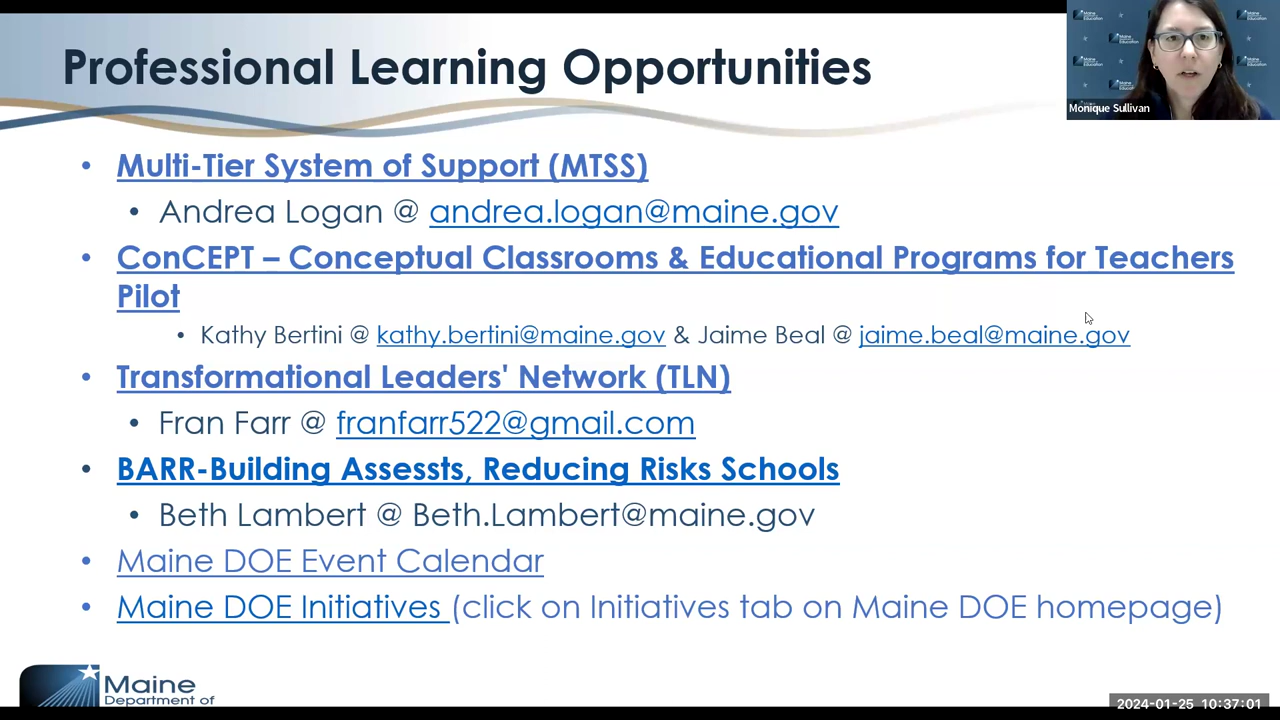 Professional Learning Opportunities
Monique Sullivan
• Multi-Tier System of Support (MTSS)
• Andrea Logan @ andrea.logan@maine.gov
• ConCEPT – Conceptual Classrooms & Educational Programs for Teachers
Pilot
• Kathy Bertini @ kathy.bertini@maine.gov & Jaime Beal @ jaime.beal@maine.gov
• Transformational Leaders' Network (TLN)
• Fran Farr @ franfarr522@gmail.com
• BARR-Building Assessts, Reducing Risks Schools
• Beth Lambert @ Beth.Lambert@maine.gov
• Maine DOE Event Calendar
• Maine DOE Initiatives (click on Initiatives tab on Maine DOE homepage)
Maine
Department of
2024-01-25 10:37:01